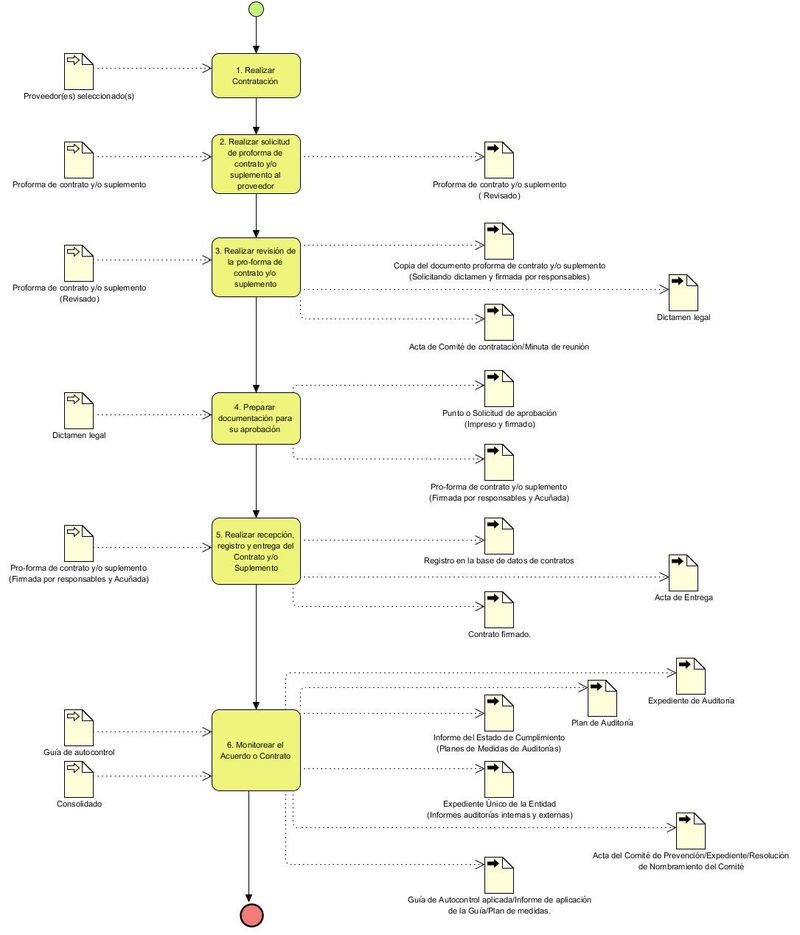 1. Realizar
Contratación
Proveedor(es) seleccionado(s)
2. Realizar solicitud
de proforma de
contrato y/o
suplemento al
proveedor
Proforma de contrato y/o suplemento
Proforma de contrato y/o suplemento
( Revisado)
3. Realizar revisión de
la pro-forma de
contrato y/o
suplemento
Proforma de contrato y/o suplemento
(Revisado)
Copia del documento proforma de contrato y/o suplemento
(Solicitando dictamen y firmada por responsables)
Dictamen legal
Acta de Comité de contratación/Minuta de reunión
4. Preparar
documentación para
su aprobación
Dictamen legal
Punto o Solicitud de aprobación
(Impreso y firmado)
Pro-forma de contrato y/o suplemento
(Firmada por responsables y Acuñada)
5. Realizar recepción,
registro y entrega del
Contrato y/o
Suplemento
Pro-forma de contrato y/o suplemento
(Firmada por responsables y Acuñada)
Registro en la base de datos de contratos
Acta de Entrega
Contrato firmado.
Expediente de Auditoría
Plan de Auditoría
6. Monitorear el
Acuerdo o Contrato
Guía de autocontrol
Consolidado
Informe del Estado de Cumplimiento
(Planes de Medidas de Auditorías)
Expediente Único de la Entidad
(Informes auditorías internas y externas)
Acta del Comité de Prevención/Expediente/Resolución
de Nombramiento del Comité
Guía de Autocontrol aplicada/Informe de aplicación
de la Guía/Plan de medidas.